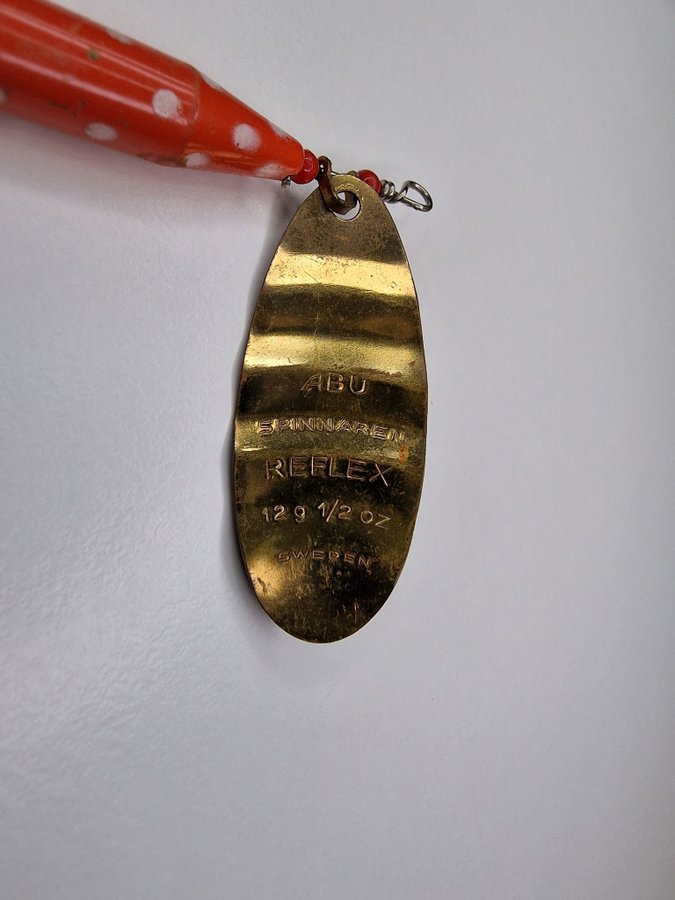 ABU
SPINNAREN
REFLEX
12 g 1/2 OZ
SWEDEN